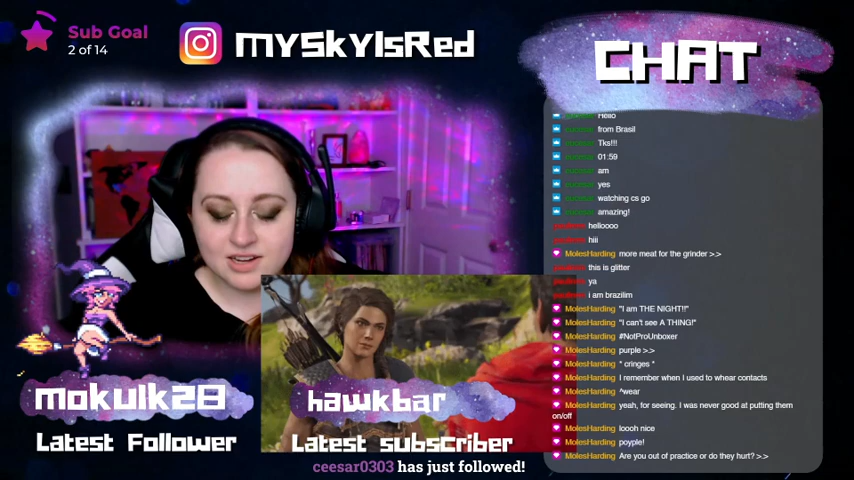 Sub Goal
2 of 14
MYSkYIsRed
CHAT
Hello
from Brasil
Tks!!!
01:59
am
yes
watching cs go
amazing!
helloooo
hiii
MolesHarding more meat for the grinder >.>
this is glitter
ya
i am brazilim
MolesHarding "I am THE NIGHT!!"
MolesHarding "I can't see A THING!"
MolesHarding #NotProUnboxer
MolesHarding purple >.>
MolesHarding * cringes *
MolesHarding I remember when I used to whear contacts
MolesHarding ^wear
MolesHarding yeah, for seeing. I was never good at putting them
on/off
MolesHarding loooh nice
MolesHarding poyple!
MolesHarding Are you out of practice or do they hurt? >.>
mokulk28
Latest Follower
hawkbar
Latest subscriber
ceesar0303 has just followed!